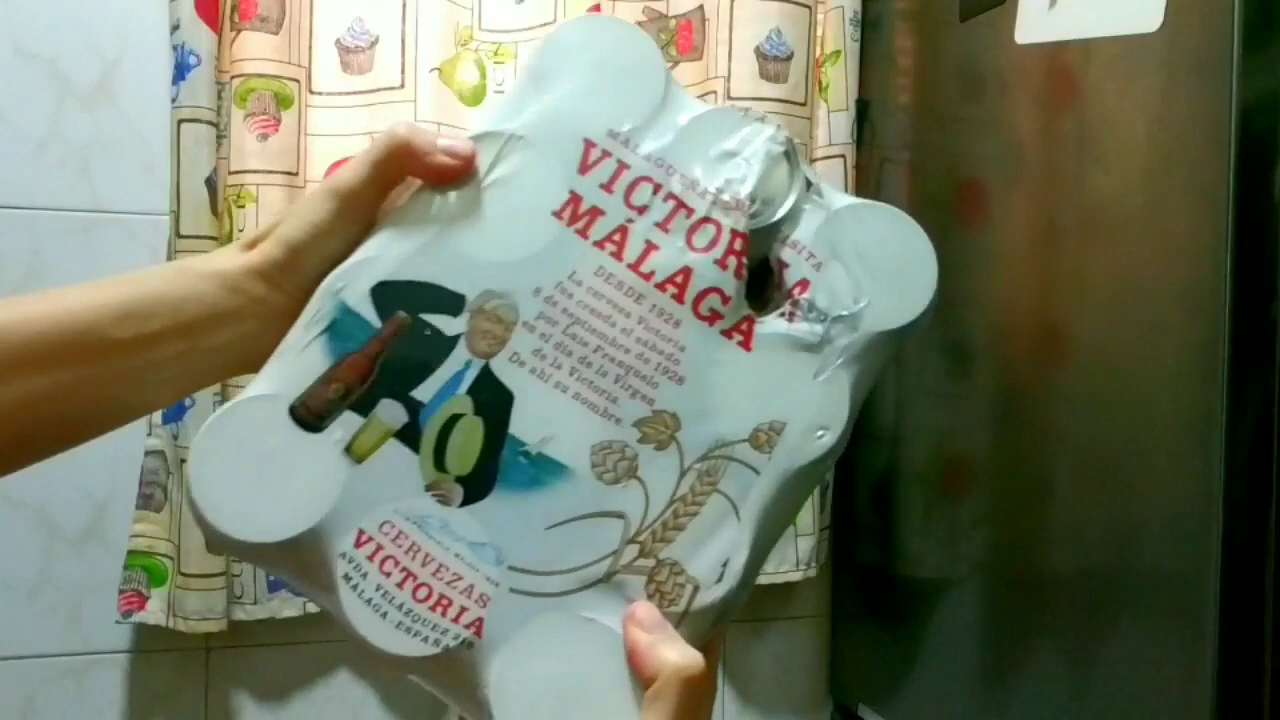 VICTORIA
MÁLAGA
DESDE 1928
La cerveza Victoria
fue creada el sábado
8 de septiembre de 1928
por Luis Franquelo
en el día de la Virgen
de la Victoria.
De ahí su nombre.
CERVEZAS
VICTORIA
AVDA. VELÁZQUEZ
MÁLAGA-ESPAÑA